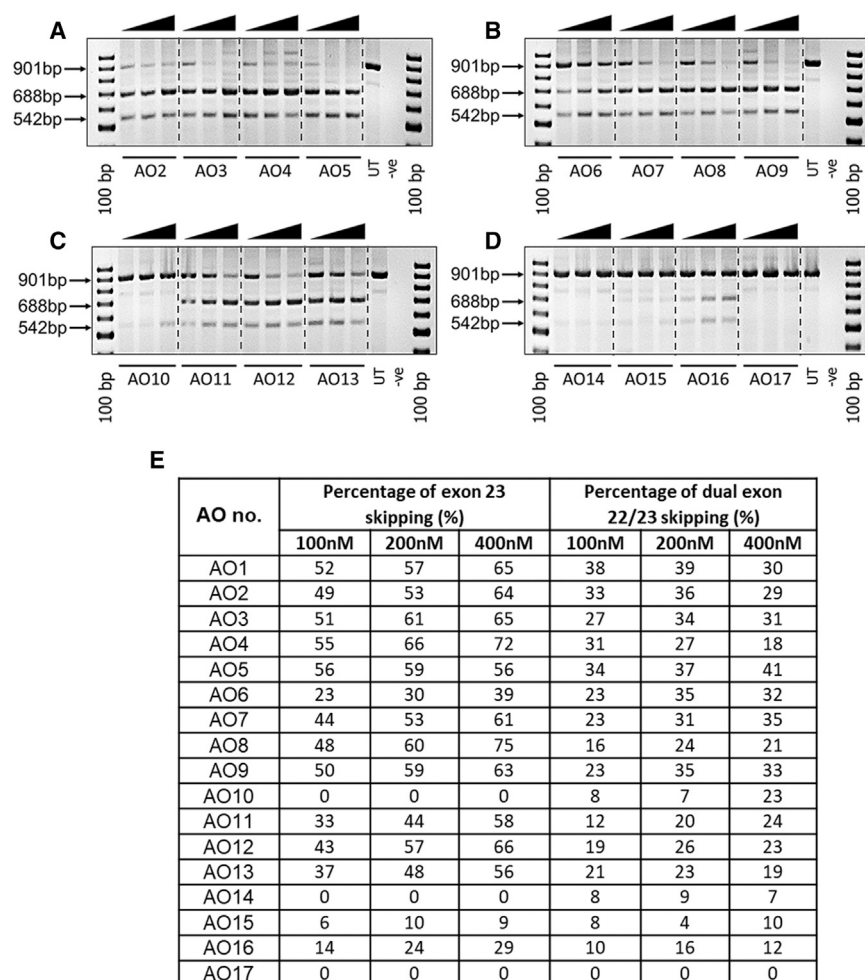 A
901bp
688bp
542bp
100 bp
AO2 AO3 AO4 AO5 UT -ve
100 bp
B
901bp
688bp
542bp
100 bp
AO6 AO7 AO8 AO9 UT -ve
100 bp
C
901bp
688bp
542bp
100 bp
AO10 AO11 AO12 AO13 UT -ve
100 bp
D
901bp
688bp
542bp
100 bp
AO14 AO15 AO16 AO17 UT -ve
100 bp
E
AO no. Percentage of exon 23 skipping (%) Percentage of dual exon 22/23 skipping (%)
100nM 200nM 400nM 100nM 200nM 400nM
AO1 52 57 65 38 39 30
AO2 49 53 64 33 36 29
AO3 51 61 65 27 34 31
AO4 55 66 72 31 27 18
AO5 56 59 56 34 37 41
AO6 23 30 39 23 35 32
AO7 44 53 61 23 31 35
AO8 48 60 75 16 24 21
AO9 50 59 63 23 35 33
AO10 0 0 0 8 7 23
AO11 33 44 58 12 20 24
AO12 43 57 66 19 26 23
AO13 37 48 56 21 23 19
AO14 0 0 0 8 9 7
AO15 6 10 9 8 4 10
AO16 14 24 29 10 16 12
AO17 0 0 0 0 0 0